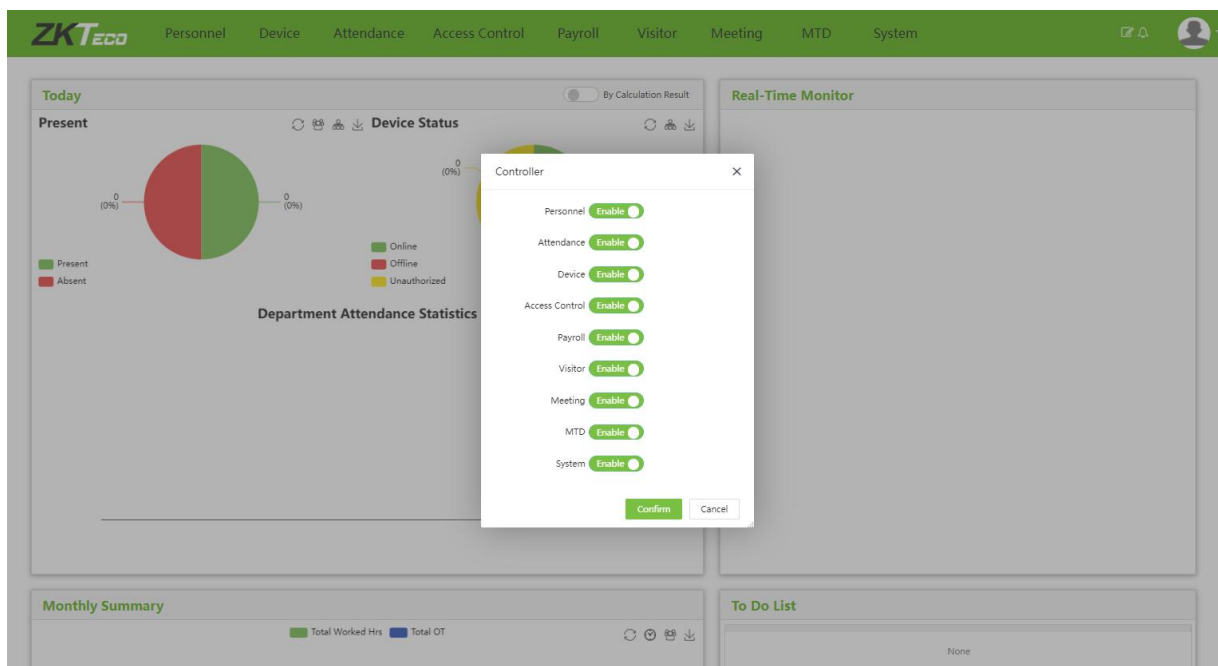 ZKTECO Personnel Device Attendance Access Control Payroll Visitor Meeting MTD System
Today
By Calculation Result
Present
Device Status
0
(0%)
0
(0%)
0
(0%)
Present
Absent
Online
Offline
Unauthorized
Department Attendance Statistics
Real-Time Monitor
Controller
Personnel Enable
Attendance Enable
Device Enable
Access Control Enable
Payroll Enable
Visitor Enable
Meeting Enable
MTD Enable
System Enable
Confirm Cancel
Monthly Summary
Total Worked Hrs Total OT
To Do List
None